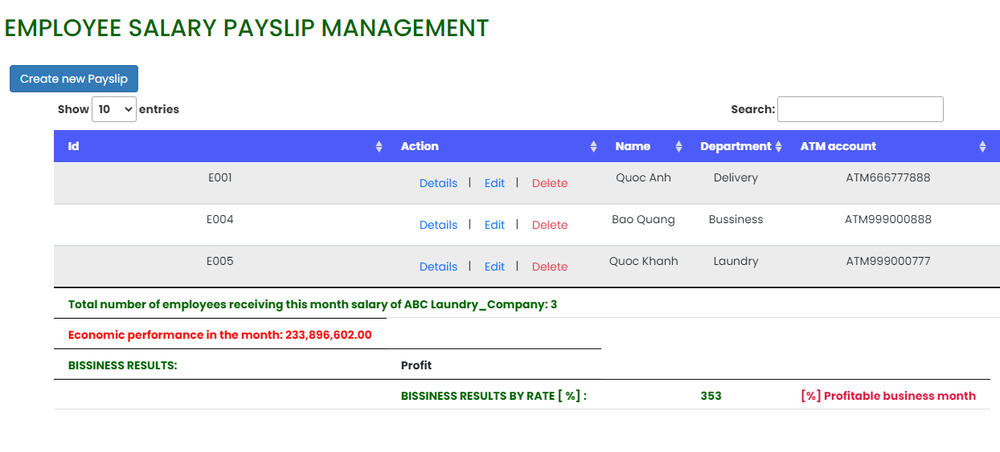 EMPLOYEE SALARY PAYSLIP MANAGEMENT
Create new Payslip
Show 10 entries Search:
Id Action Name Department ATM account
E001 Details | Edit | Delete Quoc Anh Delivery ATM666777888
E004 Details | Edit | Delete Bao Quang Bussiness ATM999000888
E005 Details | Edit | Delete Quoc Khanh Laundry ATM999000777
Total number of employees receiving this month salary of ABC Laundry_Company: 3
Economic performance in the month: 233,896,602.00
BISSINESS RESULTS: Profit
BISSINESS RESULTS BY RATE [ %] : 353 [%] Profitable business month